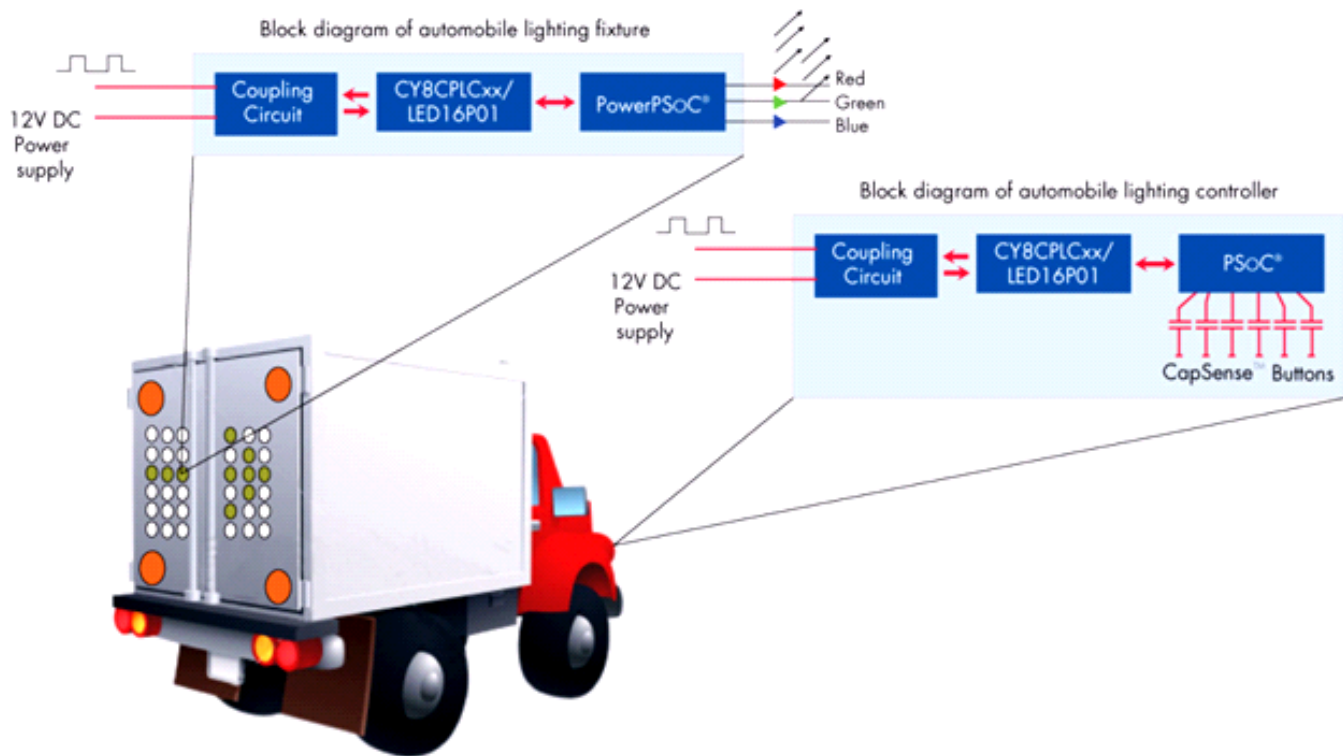 Block diagram of automobile lighting fixture
12V DC
Power
supply
Coupling
Circuit
CY8CPLCxx/
LED16P01
PowerPSoC®
Red
Green
Blue
Block diagram of automobile lighting controller
12V DC
Power
supply
Coupling
Circuit
CY8CPLCxx/
LED16P01
PSoC®
CapSense™ Buttons